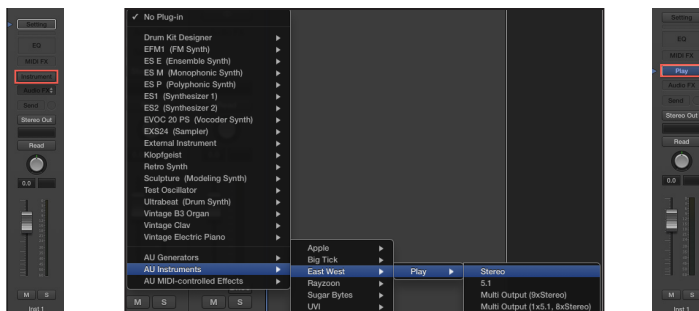 Setting
EQ
MIDI FX
Instrument
Audio FX
Send
Stereo Out
Read
0.0
M S
Inst 1
✓ No Plug-in
Drum Kit Designer
EFM1 (FM Synth)
ES E (Ensemble Synth)
ES M (Monophonic Synth)
ES P (Polyphonic Synth)
ES1 (Synthesizer 1)
ES2 (Synthesizer 2)
EVOC 20 PS (Vocoder Synth)
EXS24 (Sampler)
External Instrument
Klopfgeist
Retro Synth
Sculpture (Modeling Synth)
Test Oscillator
Ultrabeat (Drum Synth)
Vintage B3 Organ
Vintage Clav
Vintage Electric Piano
AU Generators
AU Instruments
AU MIDI-controlled Effects
M S M S
Apple
Big Tick
East West
Rayzoon
Sugar Bytes
UVI
Play
Stereo
5.1
Multi Output (9xStereo)
Multi Output (1x5.1, 8xStereo)
Setting
EQ
MIDI FX
Play
Audio FX
Send
Stereo Out
Read
0.0
M S
Inst 1